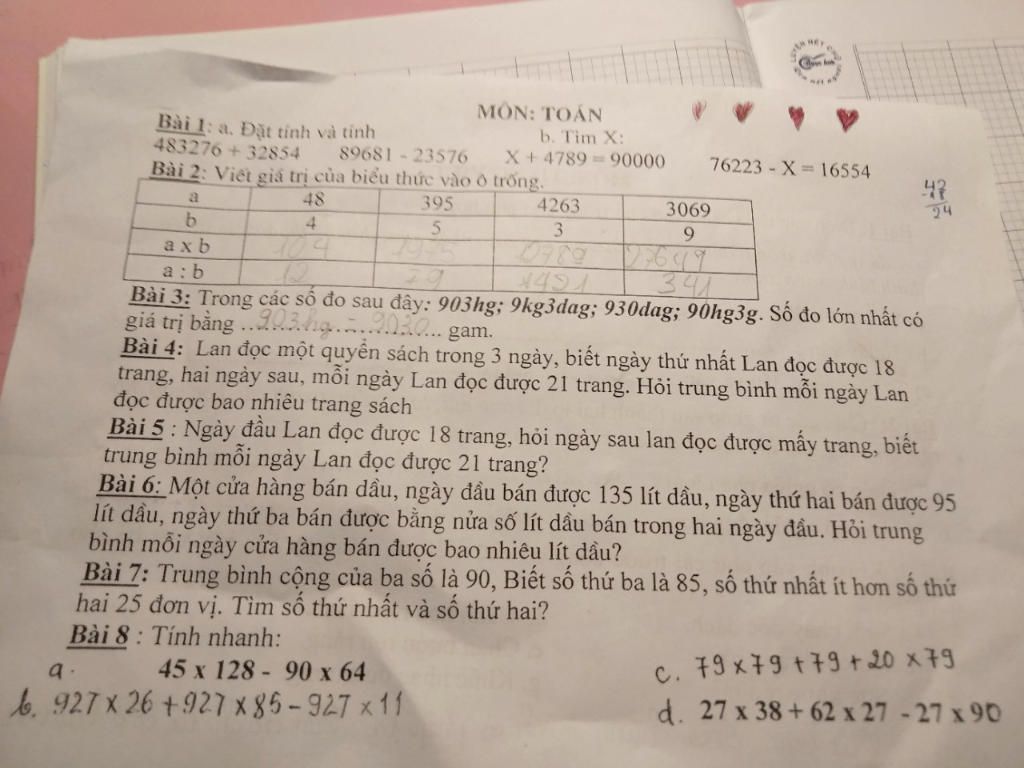 MÔN: TOÁN
Bài 1: a. Đặt tính và tính b. Tìm X:
483276 + 32854 89681 - 23576 X + 4789 = 90000 76223 - X = 16554
Bài 2: Viết giá trị của biểu thức vào ô trống.
42
18
24
a 48 395 4263 3069
b 4 5 3 9
a x b 104 1975 27649
a : b 12 79 1421 341
Bài 3: Trong các số đo sau đây: 903hg; 9kg3dag; 930dag; 90hg3g. Số đo lớn nhất có
giá trị bằng ...903hg = 9030... gam.
Bài 4: Lan đọc một quyển sách trong 3 ngày, biết ngày thứ nhất Lan đọc được 18
trang, hai ngày sau, mỗi ngày Lan đọc được 21 trang. Hỏi trung bình mỗi ngày Lan
đọc được bao nhiêu trang sách
Bài 5 : Ngày đầu Lan đọc được 18 trang, hỏi ngày sau lan đọc được mấy trang, biết
trung bình mỗi ngày Lan đọc được 21 trang?
Bài 6: Một cửa hàng bán dầu, ngày đầu bán được 135 lít dầu, ngày thứ hai bán được 95
lít dầu, ngày thứ ba bán được bằng nửa số lít dầu bán trong hai ngày đầu. Hỏi trung
bình mỗi ngày cửa hàng bán được bao nhiêu lít dầu?
Bài 7: Trung bình cộng của ba số là 90, Biết số thứ ba là 85, số thứ nhất ít hơn số thứ
hai 25 đơn vị. Tìm số thứ nhất và số thứ hai?
Bài 8 : Tính nhanh:
a. 45 x 128 - 90 x 64 c. 79 x 79 + 79 + 20 x 79
b. 927 x 26 + 927 x 85 - 927 x 11 d. 27 x 38 + 62 x 27 - 27 x 90